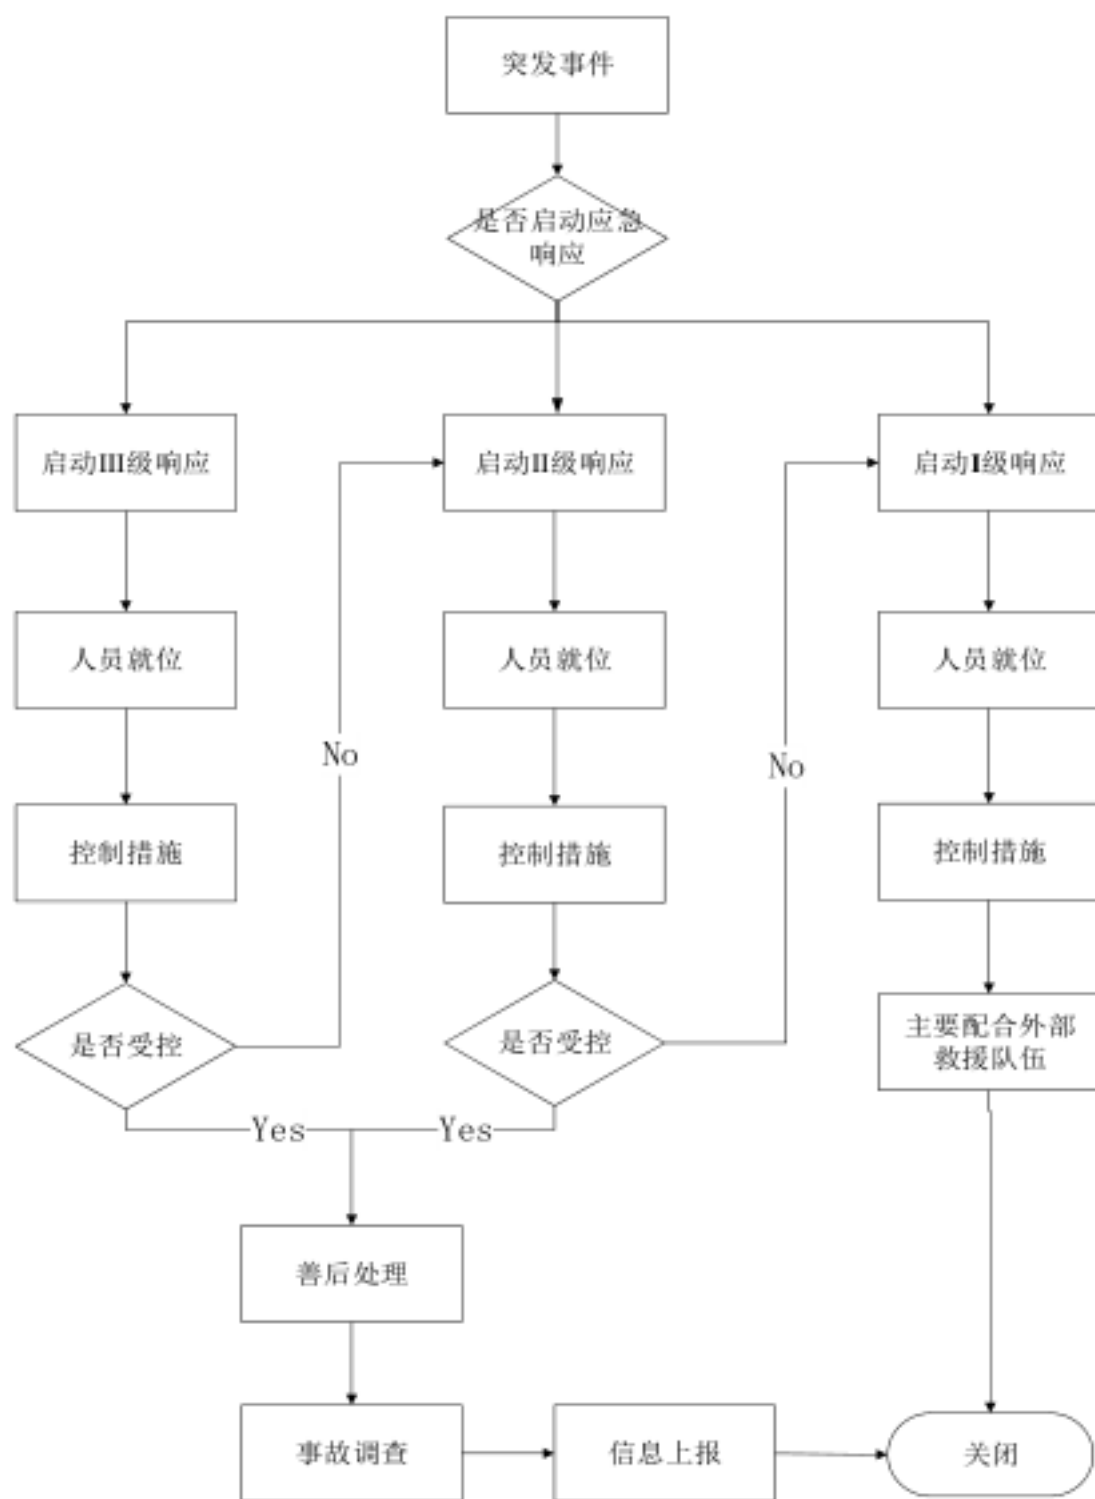 突发事件
是否启动应急
响应
启动III级响应
启动II级响应
启动I级响应
人员就位
人员就位
人员就位
No
No
控制措施
控制措施
控制措施
是否受控
是否受控
主要配合外部
救援队伍
Yes
Yes
善后处理
事故调查
信息上报
关闭